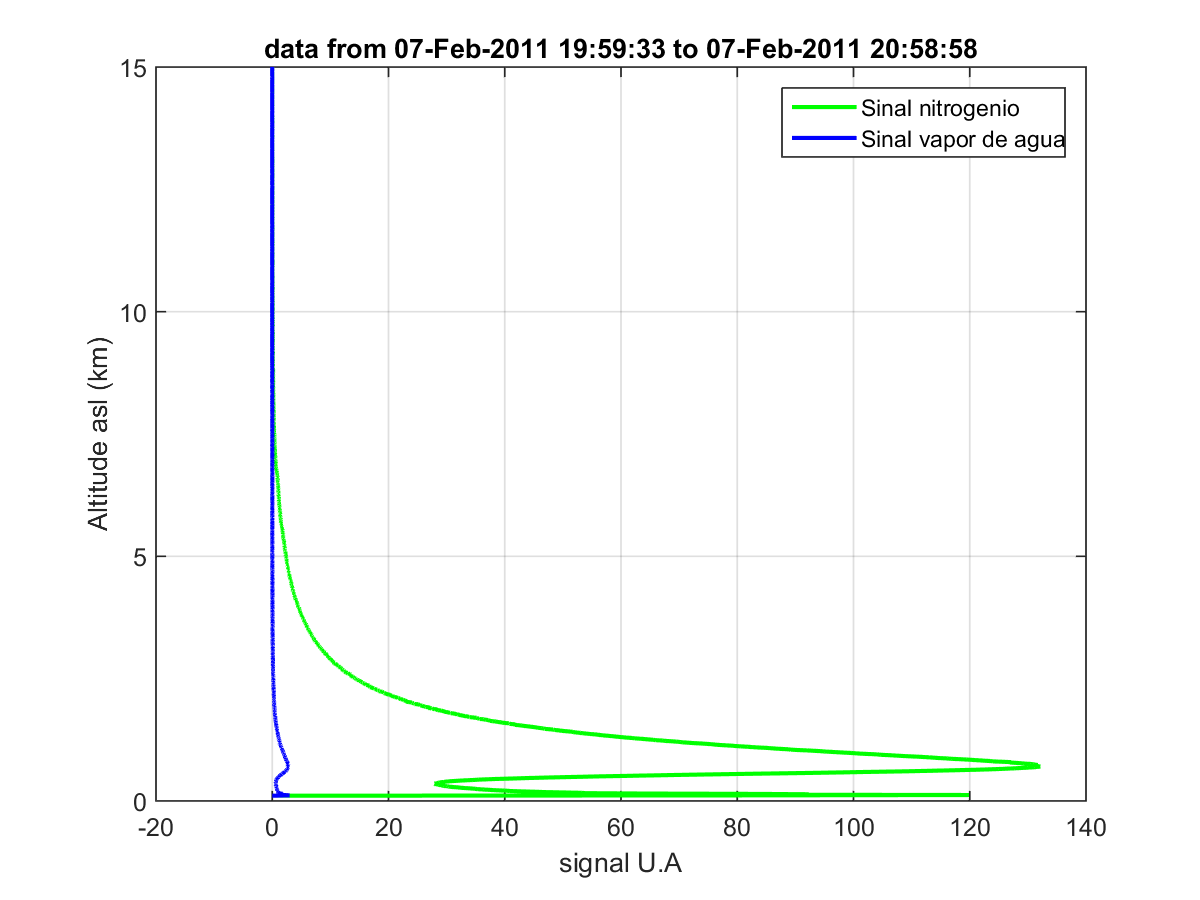 data from 07-Feb-2011 19:59:33 to 07-Feb-2011 20:58:58
Sinal nitrogenio
Sinal vapor de agua
15
10
5
0
Altitude asl (km)
-20 0 20 40 60 80 100 120 140
signal U.A